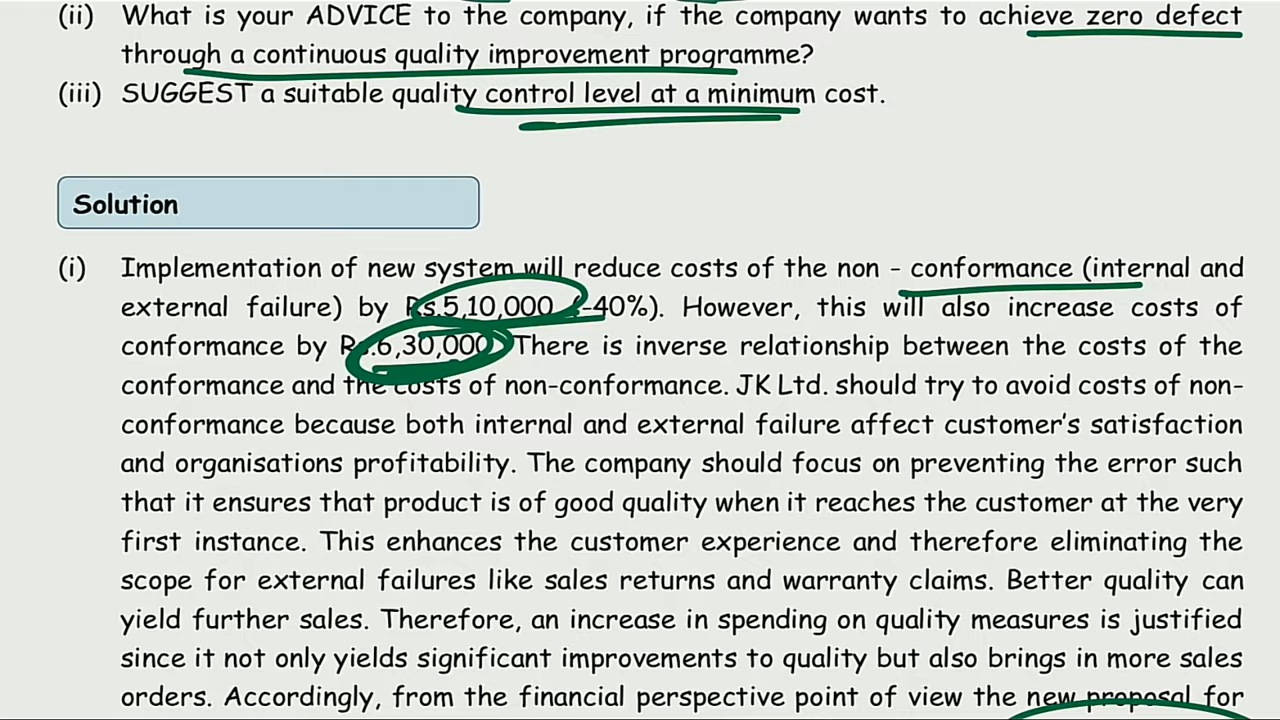 (ii) What is your ADVICE to the company, if the company wants to achieve zero defect
through a continuous quality improvement programme?
(iii) SUGGEST a suitable quality control level at a minimum cost.
Solution
(i) Implementation of new system will reduce costs of the non - conformance (internal and
external failure) by Rs.5,10,000 (-40%). However, this will also increase costs of
conformance by Rs.6,30,000 There is inverse relationship between the costs of the
conformance and the costs of non-conformance. JK Ltd. should try to avoid costs of non-
conformance because both internal and external failure affect customer's satisfaction
and organisations profitability. The company should focus on preventing the error such
that it ensures that product is of good quality when it reaches the customer at the very
first instance. This enhances the customer experience and therefore eliminating the
scope for external failures like sales returns and warranty claims. Better quality can
yield further sales. Therefore, an increase in spending on quality measures is justified
since it not only yields significant improvements to quality but also brings in more sales
orders. Accordingly, from the financial perspective point of view the new proposal for